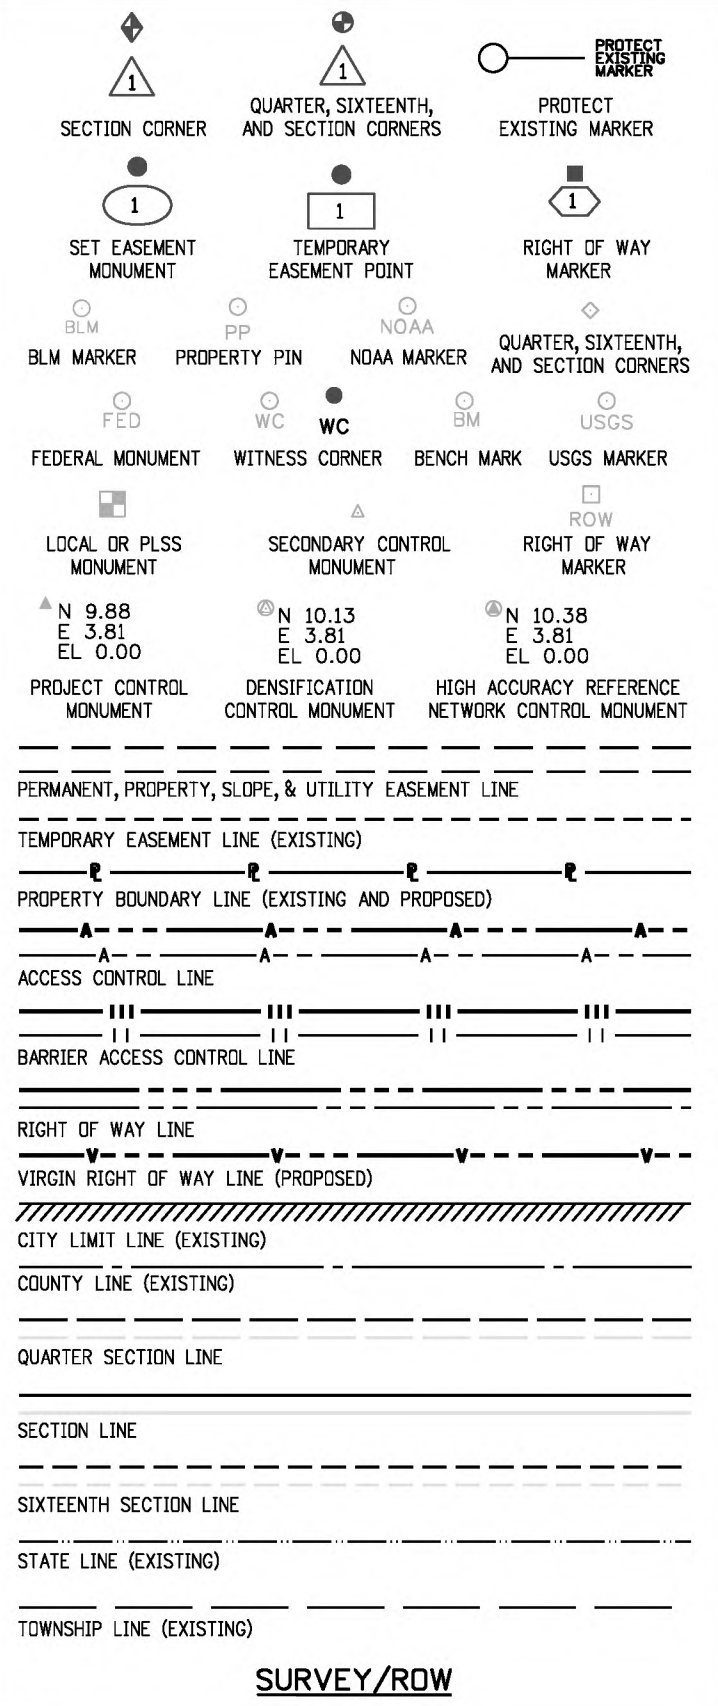 PROTECT
EXISTING
MARKER
1
1
SECTION CORNER
QUARTER, SIXTEENTH,
AND SECTION CORNERS
PROTECT
EXISTING MARKER
1
1
1
SET EASEMENT
MONUMENT
TEMPORARY
EASEMENT POINT
RIGHT OF WAY
MARKER
BLM
PP
NOAA
BLM MARKER
PROPERTY PIN
NOAA MARKER
QUARTER, SIXTEENTH,
AND SECTION CORNERS
FED
WC
WC
BM
USGS
FEDERAL MONUMENT
WITNESS CORNER
BENCH MARK
USGS MARKER
ROW
LOCAL OR PLSS
MONUMENT
SECONDARY CONTROL
MONUMENT
RIGHT OF WAY
MARKER
N 9.88
E 3.81
EL 0.00
N 10.13
E 3.81
EL 0.00
N 10.38
E 3.81
EL 0.00
PROJECT CONTROL
MONUMENT
DENSIFICATION
CONTROL MONUMENT
HIGH ACCURACY REFERENCE
NETWORK CONTROL MONUMENT
PERMANENT, PROPERTY, SLOPE, & UTILITY EASEMENT LINE
TEMPORARY EASEMENT LINE (EXISTING)
PL PL PL PL
PROPERTY BOUNDARY LINE (EXISTING AND PROPOSED)
A A A A
A A A A
ACCESS CONTROL LINE
BARRIER ACCESS CONTROL LINE
RIGHT OF WAY LINE
V V V V
VIRGIN RIGHT OF WAY LINE (PROPOSED)
CITY LIMIT LINE (EXISTING)
COUNTY LINE (EXISTING)
QUARTER SECTION LINE
SECTION LINE
SIXTEENTH SECTION LINE
STATE LINE (EXISTING)
TOWNSHIP LINE (EXISTING)
SURVEY/ROW